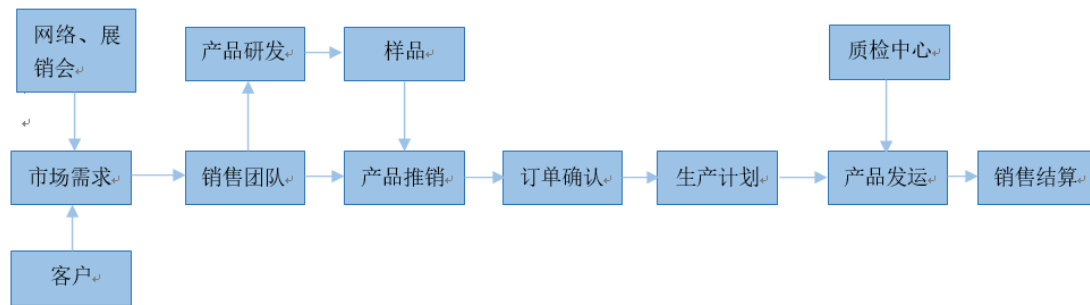 网络、展
销会
产品研发
样品
质检中心
市场需求
销售团队
产品推销
订单确认
生产计划
产品发运
销售结算
客户